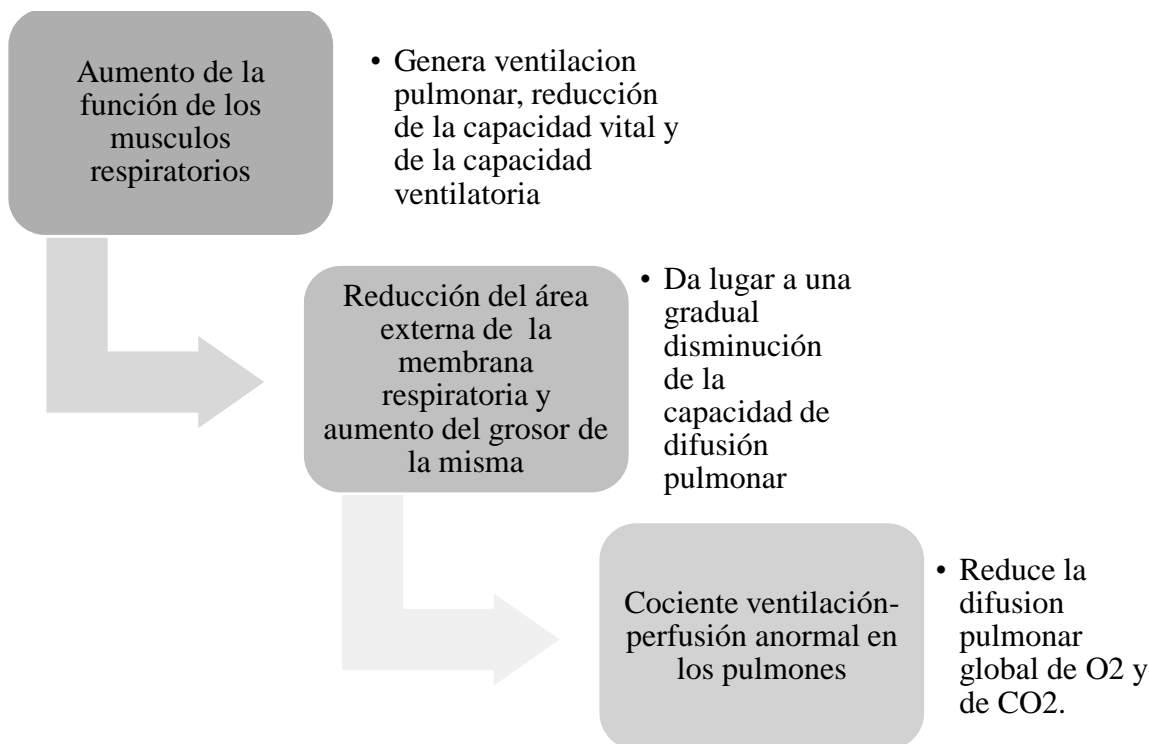 Aumento de la
función de los
musculos
respiratorios
• Genera ventilacion
pulmonar, reducción
de la capacidad vital y
de la capacidad
ventilatoria
Reducción del área
externa de  la
membrana
respiratoria y
aumento del grosor de
la misma
• Da lugar a una
gradual
disminución
de la
capacidad de
difusión
pulmonar
Cociente ventilación-
perfusión anormal en
los pulmones
• Reduce la
difusion
pulmonar
global de O2 y
de CO2.